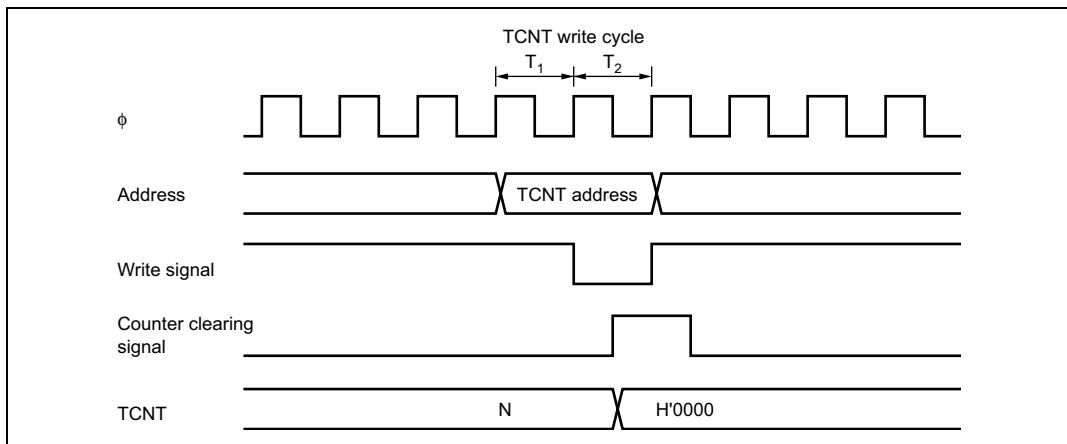 TCNT write cycle
T1 T2
ϕ
Address
TCNT address
Write signal
Counter clearing
signal
TCNT
N
H'0000